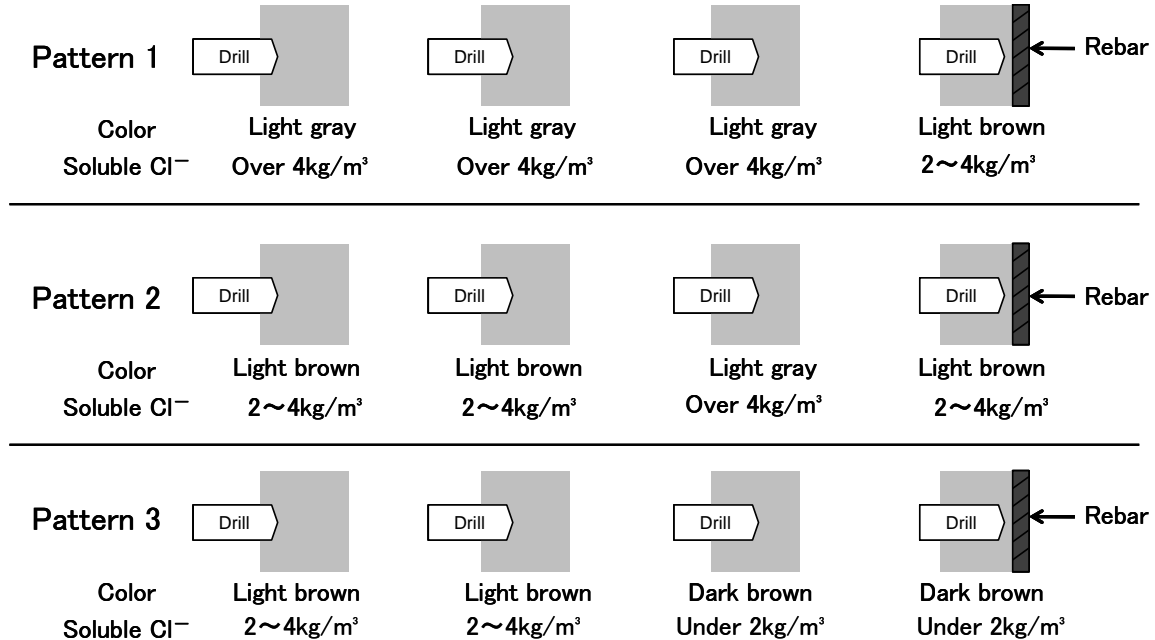 Pattern 1
Drill Drill Drill Drill Rebar
Color Light gray Light gray Light gray Light brown
Soluble Cl⁻ Over 4kg/m³ Over 4kg/m³ Over 4kg/m³ 2～4kg/m³
Pattern 2
Drill Drill Drill Drill Rebar
Color Light brown Light brown Light gray Light brown
Soluble Cl⁻ 2～4kg/m³ 2～4kg/m³ Over 4kg/m³ 2～4kg/m³
Pattern 3
Drill Drill Drill Drill Rebar
Color Light brown Light brown Dark brown Dark brown
Soluble Cl⁻ 2～4kg/m³ 2～4kg/m³ Under 2kg/m³ Under 2kg/m³